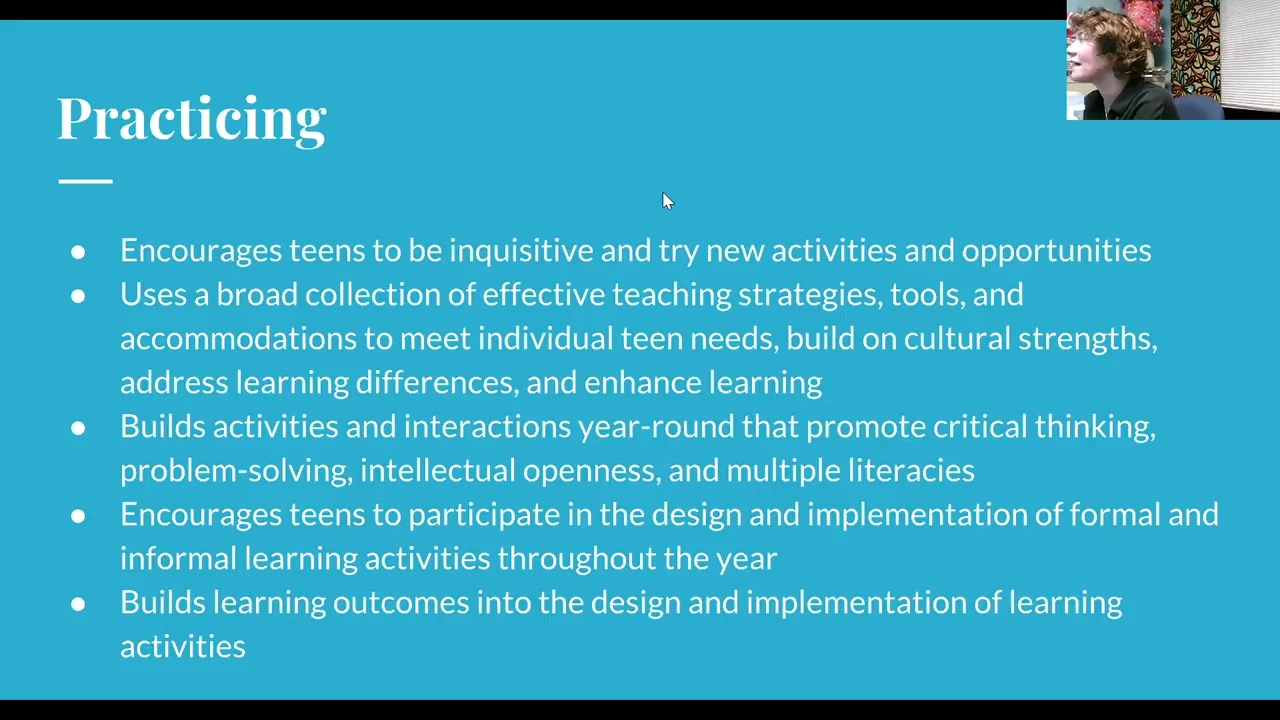 Practicing
● Encourages teens to be inquisitive and try new activities and opportunities
● Uses a broad collection of effective teaching strategies, tools, and
accommodations to meet individual teen needs, build on cultural strengths,
address learning differences, and enhance learning
● Builds activities and interactions year-round that promote critical thinking,
problem-solving, intellectual openness, and multiple literacies
● Encourages teens to participate in the design and implementation of formal and
informal learning activities throughout the year
● Builds learning outcomes into the design and implementation of learning
activities